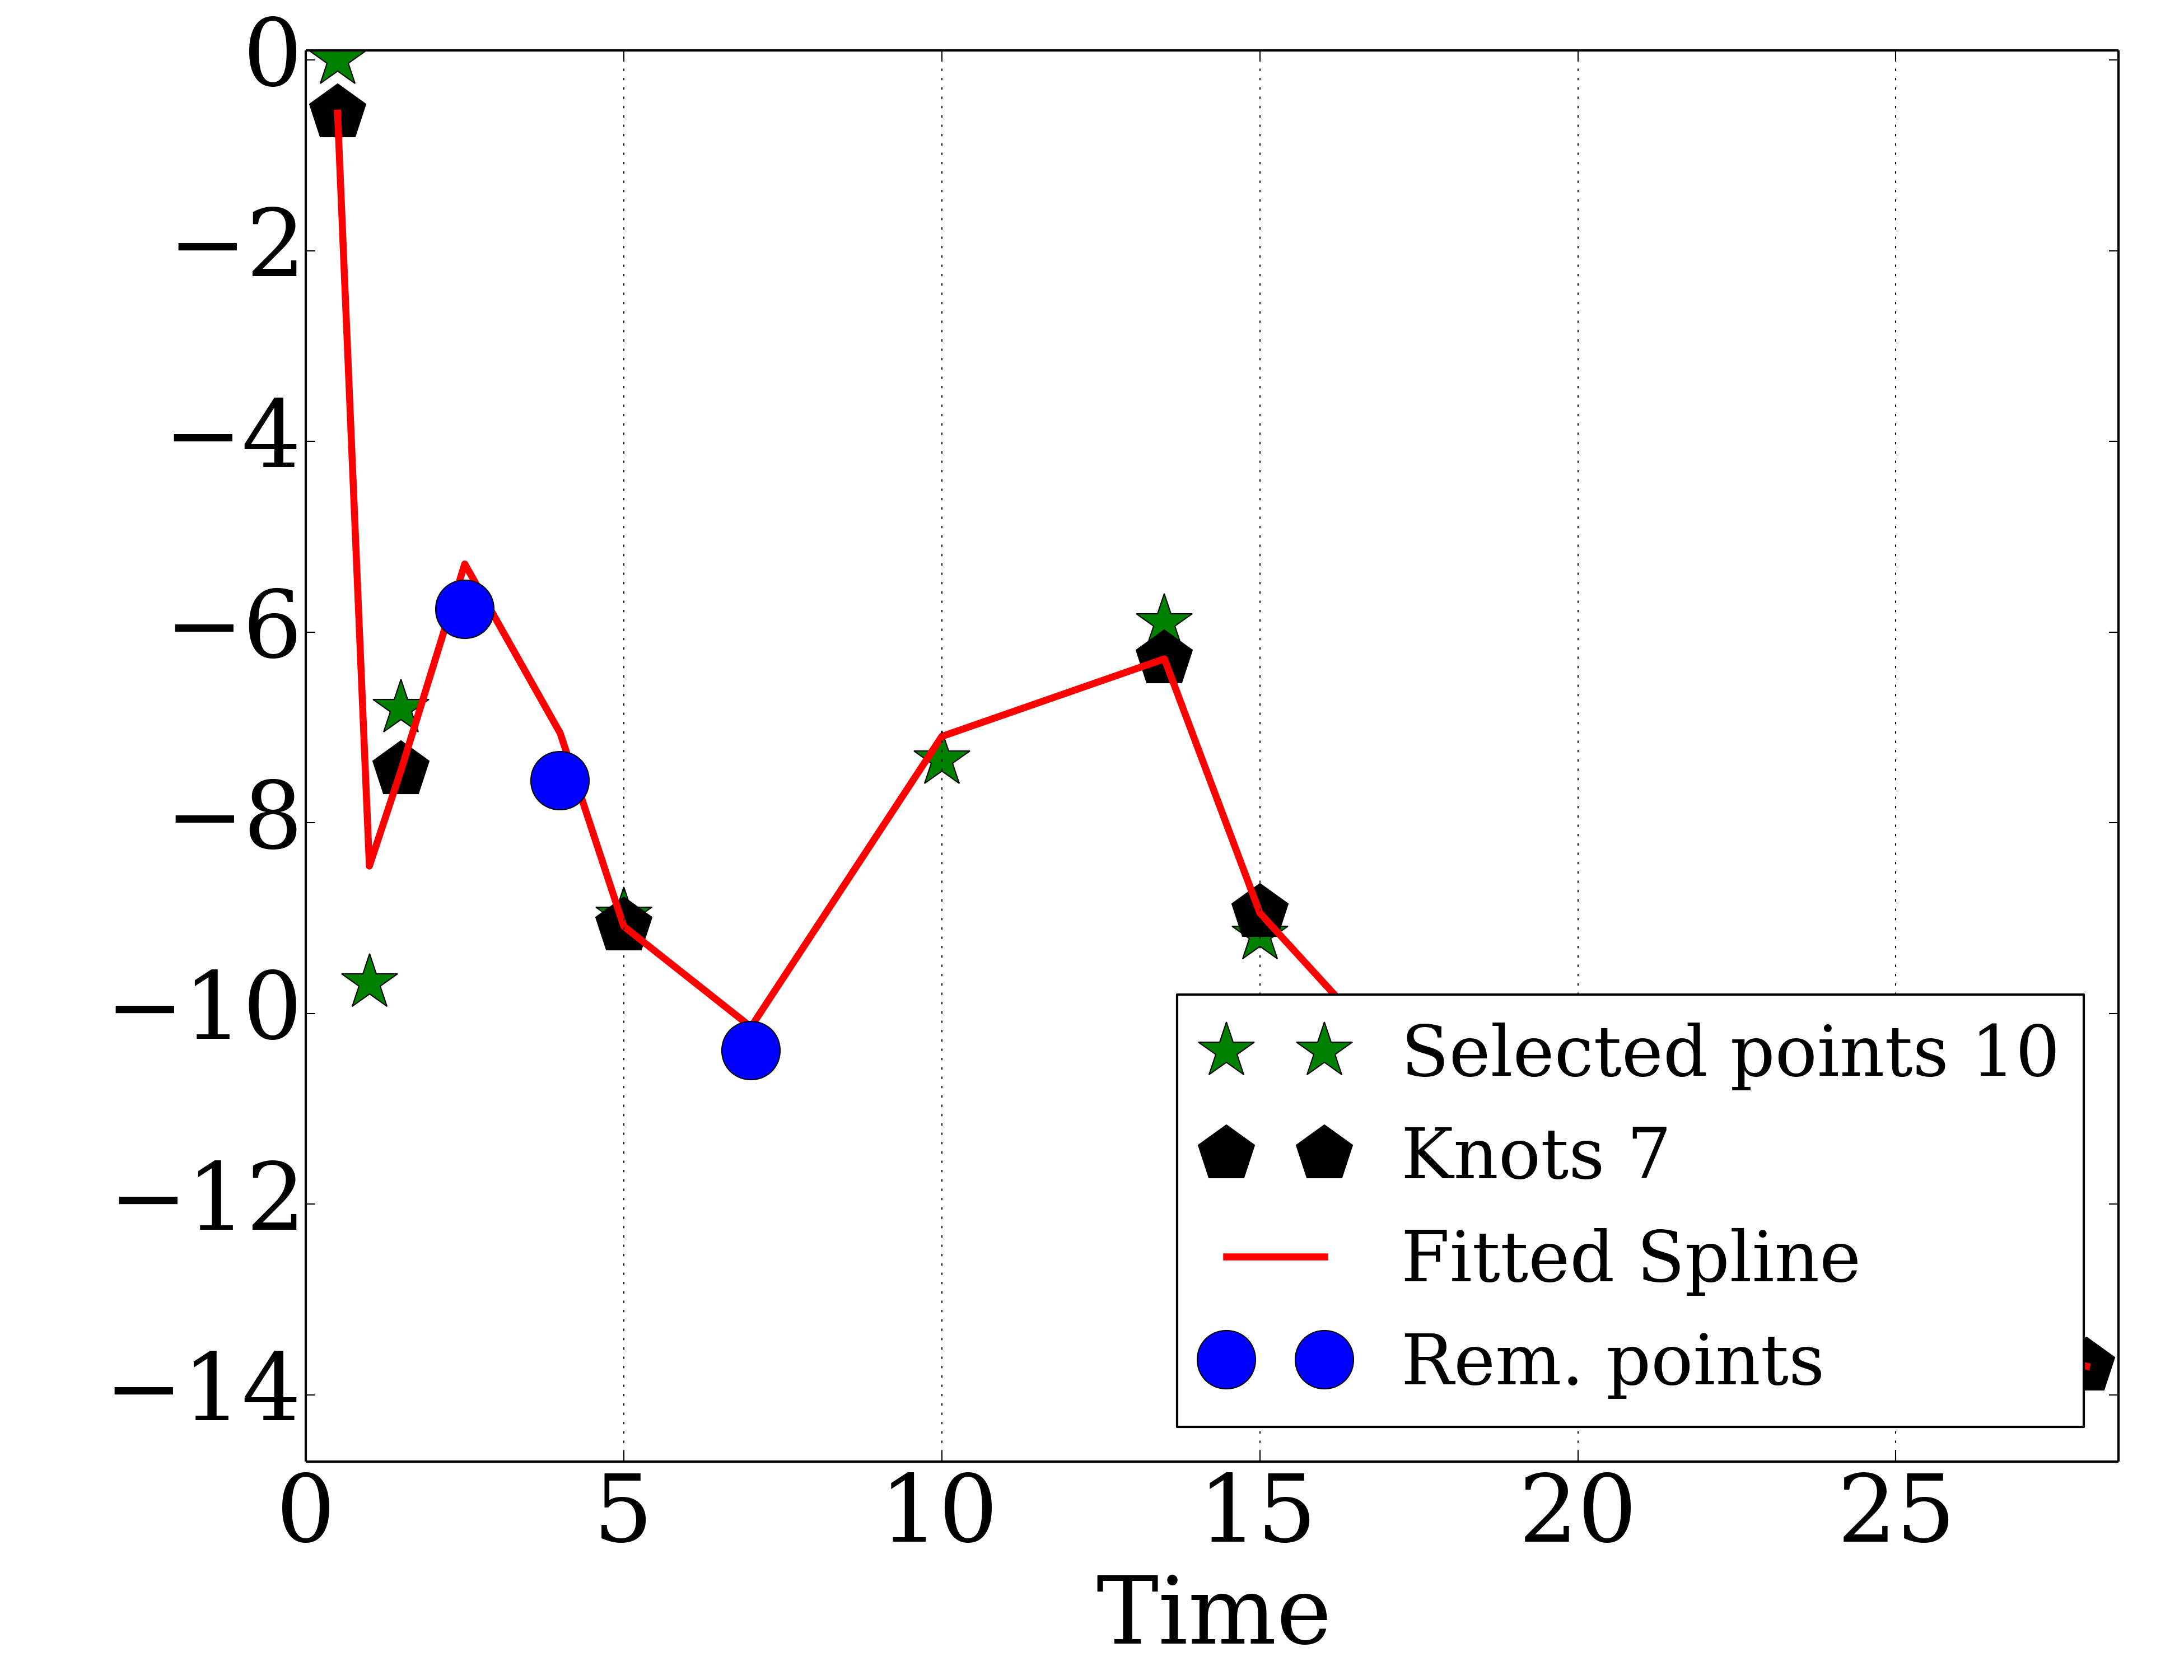 0
−2
−4
−6
−8
−10
−12
−14
Selected points 10
Knots 7
Fitted Spline
Rem. points
0 5 10 15 20 25
Time